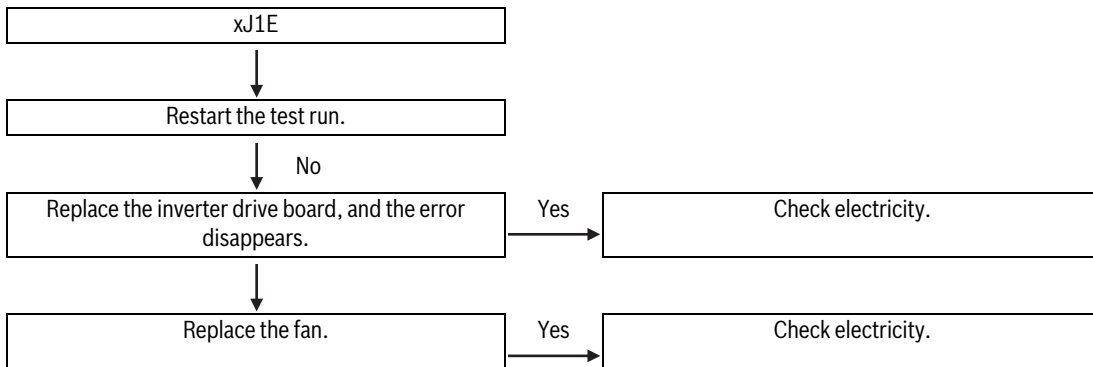 xJ1E
Restart the test run.
No
Replace the inverter drive board, and the error
disappears.
Yes
Check electricity.
Replace the fan.
Yes
Check electricity.